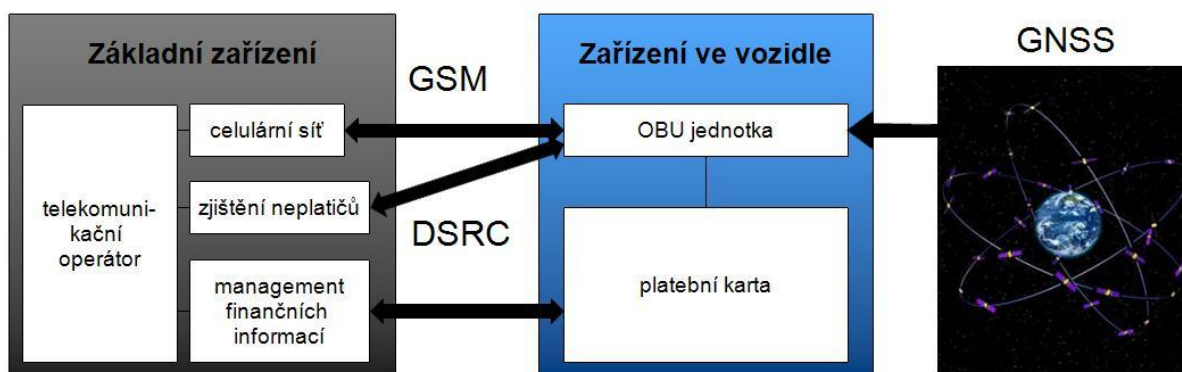 Základní zařízení
telekomuni-
kační
operátor
celulární síť
zjištění neplatičů
management
finančních
informací
GSM
DSRC
Zařízení ve vozidle
OBU jednotka
platební karta
GNSS